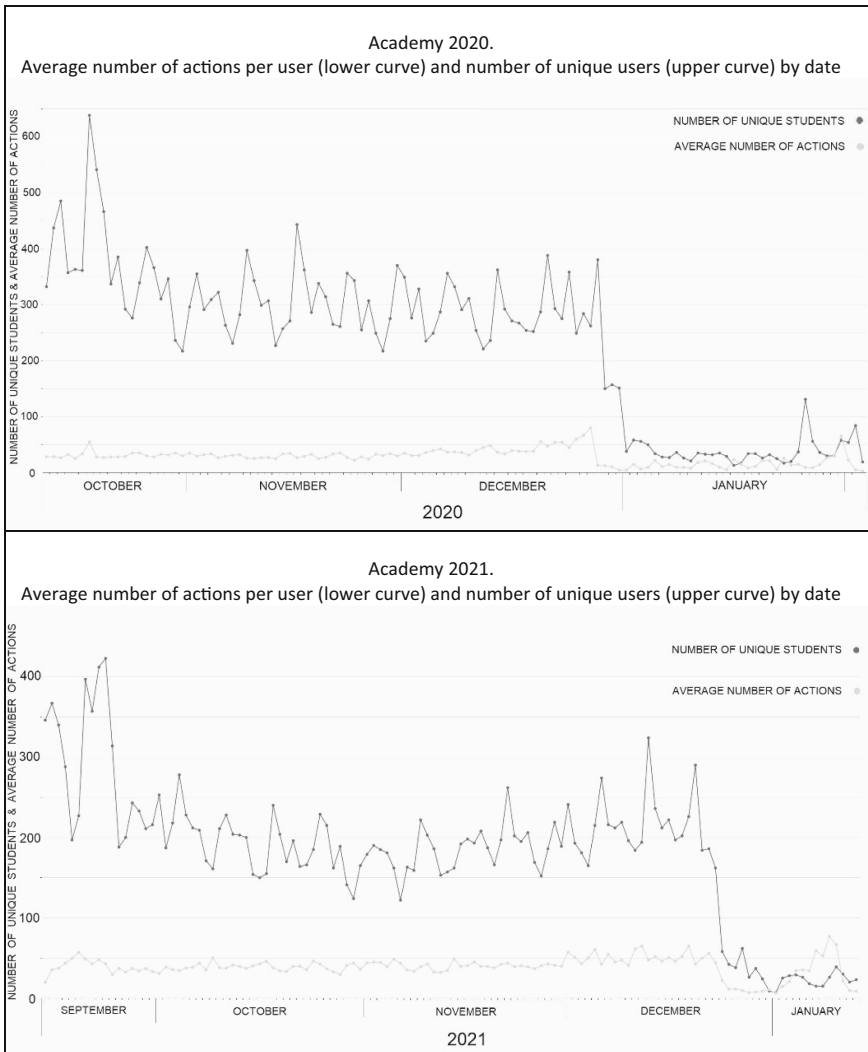 Academy 2020.
Average number of actions per user (lower curve) and number of unique users (upper curve) by date
NUMBER OF UNIQUE STUDENTS & AVERAGE NUMBER OF ACTIONS
NUMBER OF UNIQUE STUDENTS
AVERAGE NUMBER OF ACTIONS
600
500
400
300
200
100
0
OCTOBER NOVEMBER DECEMBER JANUARY
2020
Academy 2021.
Average number of actions per user (lower curve) and number of unique users (upper curve) by date
NUMBER OF UNIQUE STUDENTS & AVERAGE NUMBER OF ACTIONS
NUMBER OF UNIQUE STUDENTS
AVERAGE NUMBER OF ACTIONS
400
300
200
100
0
SEPTEMBER OCTOBER NOVEMBER DECEMBER JANUARY
2021